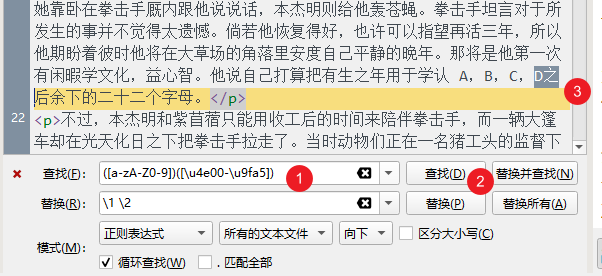 她靠卧在拳击手厩内跟他说说话，本杰明则给他轰苍蝇。拳击手坦言对于所
发生的事并不觉得太遗憾。倘若他恢复得好，也许可以指望再活三年，所以
他期盼着彼时他将在大草场的角落里安度自己平静的晚年。那将是他第一次
有闲暇学文化，益心智。他说自己打算把有生之年用于学认 A，B，C，D之
后余下的二十二个字母。</p>
3
22 <p>不过，本杰明和紫苜蓿只能用收工后的时间来陪伴拳击手，而一辆大篷
车却在光天化日之下把拳击手拉走了。当时动物们正在一名猪工头的监督下
查找(F): ([a-zA-Z0-9])([\u4e00-\u9fa5]) 1 查找(D) 2 替换并查找(N)
替换(R): \1 \2 替换(P) 替换所有(A)
模式(M): 正则表达式 所有的文本文件 向下 区分大小写(C)
循环查找(W) . 匹配全部